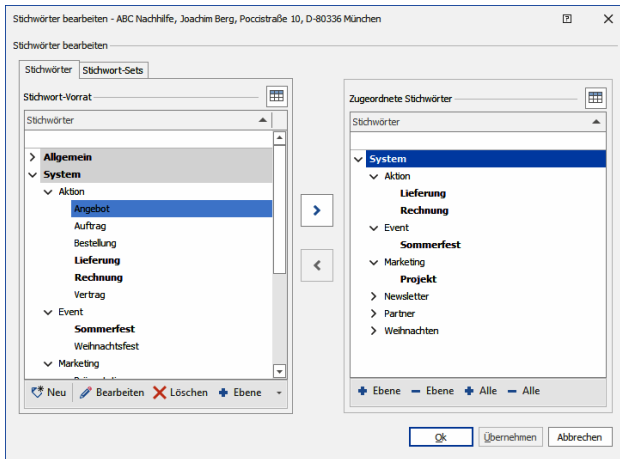 Stichwörter bearbeiten - ABC Nachhilfe, Joachim Berg, Poccistraße 10, D-80336 München
Stichwörter bearbeiten
Stichwörter
Stichwort-Sets
Stichwort-Vorrat
Stichwörter
Allgemein
System
Aktion
Angebot
Auftrag
Bestellung
Lieferung
Rechnung
Vertrag
Event
Sommerfest
Weihnachtsfest
Marketing
Neu
Bearbeiten
Löschen
Ebene
Zugeordnete Stichwörter
Stichwörter
System
Aktion
Lieferung
Rechnung
Event
Sommerfest
Marketing
Projekt
Newsletter
Partner
Weihnachten
Ebene
Ebene
Alle
Alle
Ok
Übernehmen
Abbrechen